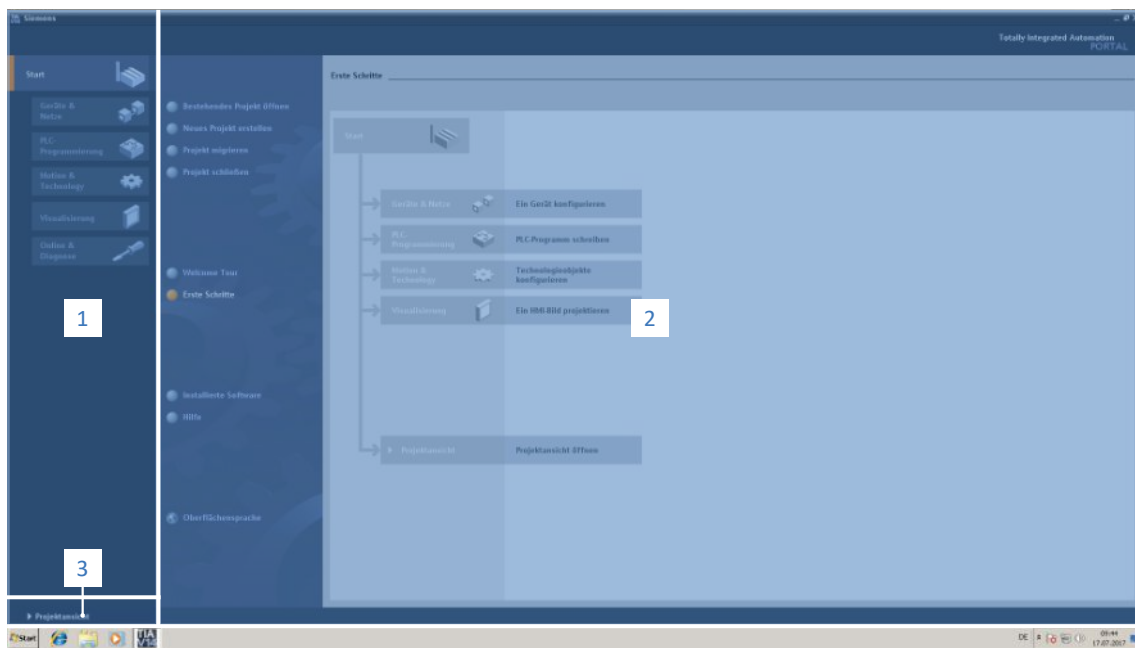 Siemens
Totally Integrated Automation
PORTAL
Start
Geräte &
Netze
PLC-
Programmierung
Motion &
Technology
Visualisierung
Online &
Diagnose
1
Bestehendes Projekt öffnen
Neues Projekt erstellen
Projekt migrieren
Projekt schließen
Welcome Tour
Erste Schritte
Installierte Software
Hilfe
Oberflächensprache
Erste Schritte
Start
Geräte & Netze
Ein Gerät konfigurieren
PLC-
Programmierung
PLC-Programm schreiben
Motion &
Technology
Technologieobjekte
konfigurieren
Visualisierung
Ein HMI-Bild projektieren
2
Projektansicht
Projektansicht öffnen
3
Projektansicht
Start
DE
09:44
17.07.2017